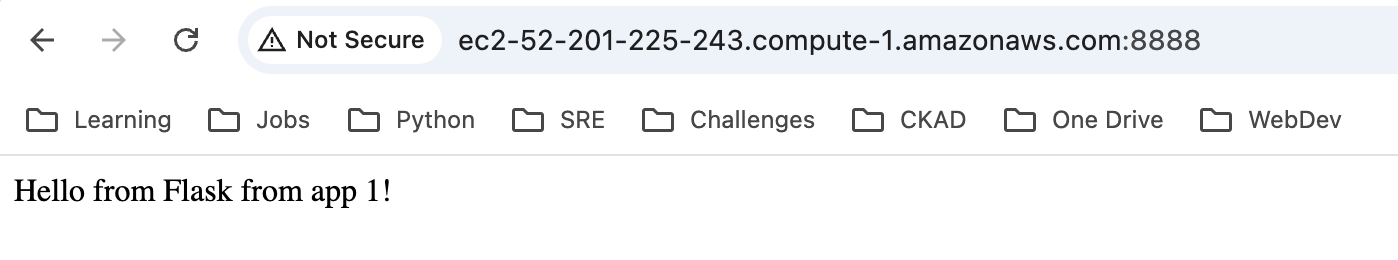 Not Secure ec2-52-201-225-243.compute-1.amazonaws.com:8888
Learning Jobs Python SRE Challenges CKAD One Drive WebDev
Hello from Flask from app 1!